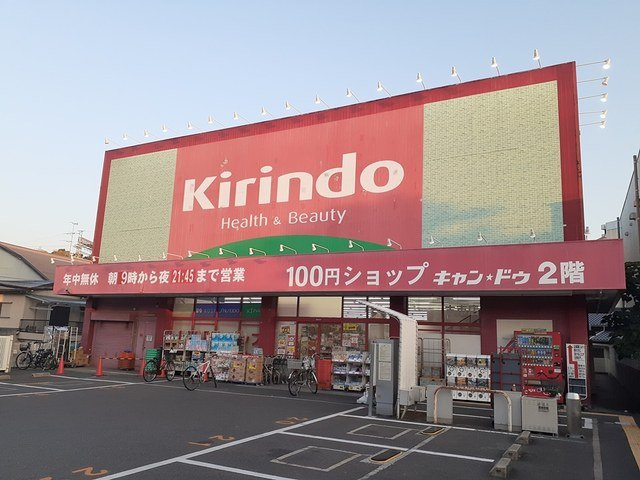 Kirindo
Health & Beauty
年中無休 朝9時から夜21:45まで営業 100円ショップ キャン★ドゥ 2階